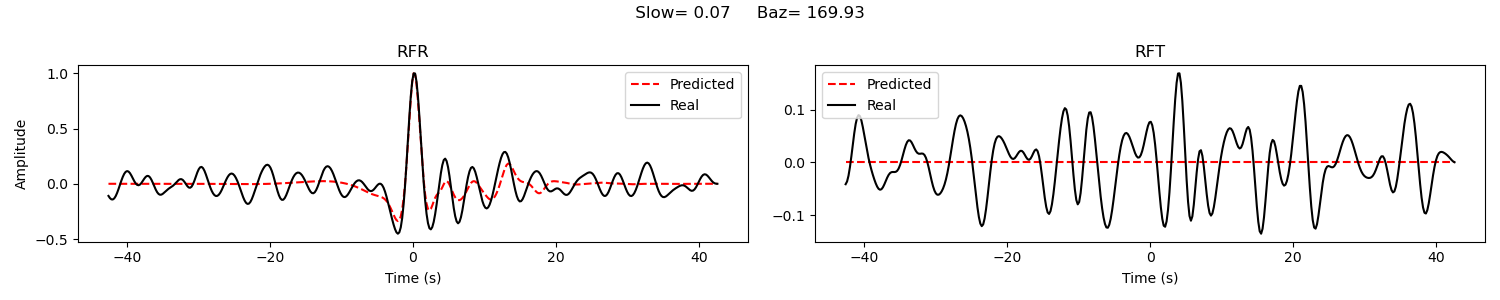 Slow= 0.07 Baz= 169.93
RFR
RFT
Amplitude
1.0
0.5
0.0
−0.5
−40
−20
0
20
40
Time (s)
Predicted
Real
0.1
0.0
−0.1
−40
−20
0
20
40
Time (s)
Predicted
Real